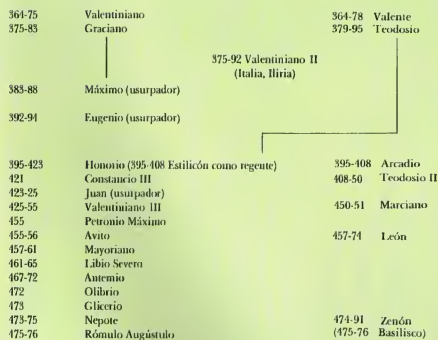 364-75 Valentiniano 364-78 Valente
375-83 Graciano 379-95 Teodosio
375-92 Valentiniano II
(Italia, Iliria)
383-88 Máximo (usurpador)
392-94 Eugenio (usurpador)
395-423 Honorio (395-408 Estilicón como regente) 395-408 Arcadio
421 Constancio III 408-50 Teodosio II
423-25 Juan (usurpador)
425-55 Valentiniano III 450-51 Marciano
455 Petronio Máximo
455-56 Avito 457-74 León
457-61 Mayoriano
461-65 Libio Severo
467-72 Antemio
472 Olibrio
473 Glicerio
473-75 Nepote 474-91 Zenón
475-76 Rómulo Augústulo (475-76 Basilisco)